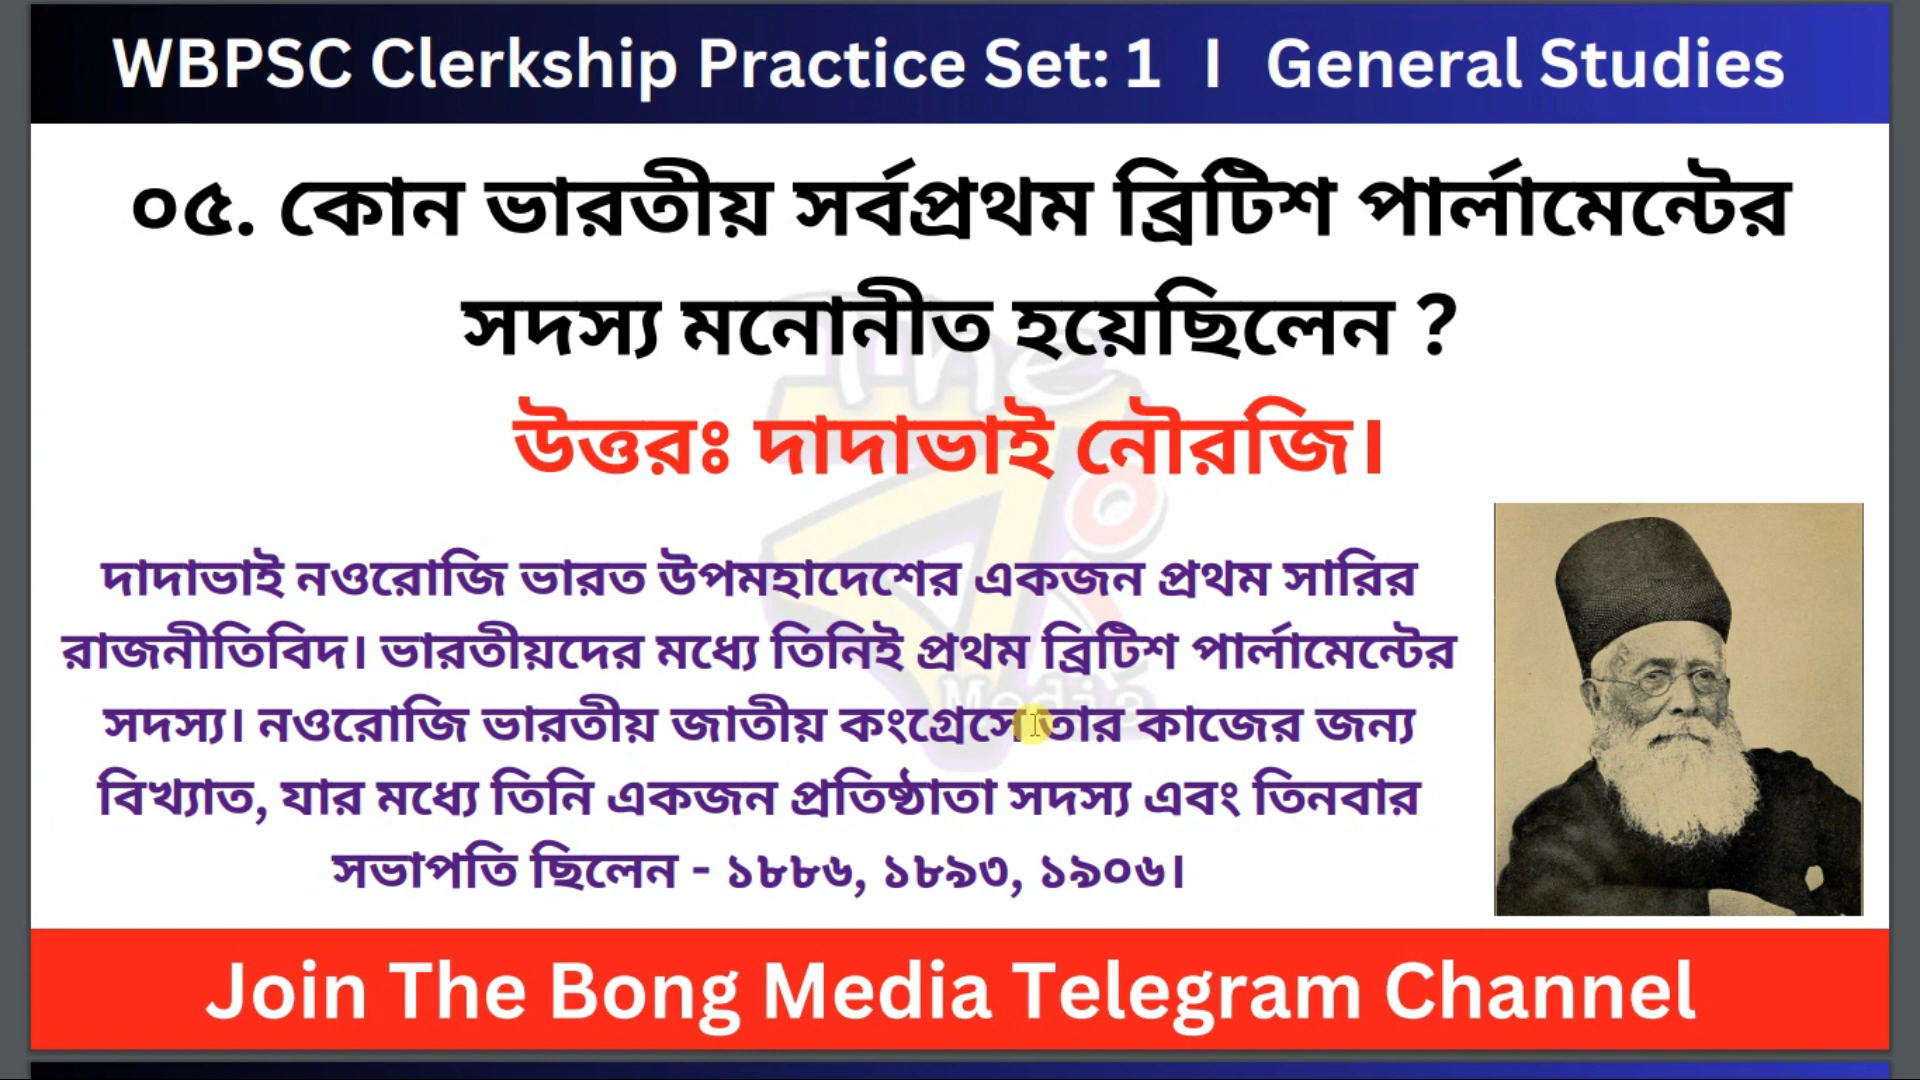 WBPSC Clerkship Practice Set: 1 I General Studies
০৫. কোন ভারতীয় সর্বপ্রথম ব্রিটিশ পার্লামেন্টের
সদস্য মনোনীত হয়েছিলেন ?
উত্তরঃ দাদাভাই নৌরজি।
দাদাভাই নওরোজি ভারত উপমহাদেশের একজন প্রথম সারির
রাজনীতিবিদ। ভারতীয়দের মধ্যে তিনিই প্রথম ব্রিটিশ পার্লামেন্টের
সদস্য। নওরোজি ভারতীয় জাতীয় কংগ্রেসে তার কাজের জন্য
বিখ্যাত, যার মধ্যে তিনি একজন প্রতিষ্ঠাতা সদস্য এবং তিনবার
সভাপতি ছিলেন - ১৮৮৬, ১৮৯৩, ১৯০৬।
The
বং
Media
Join The Bong Media Telegram Channel